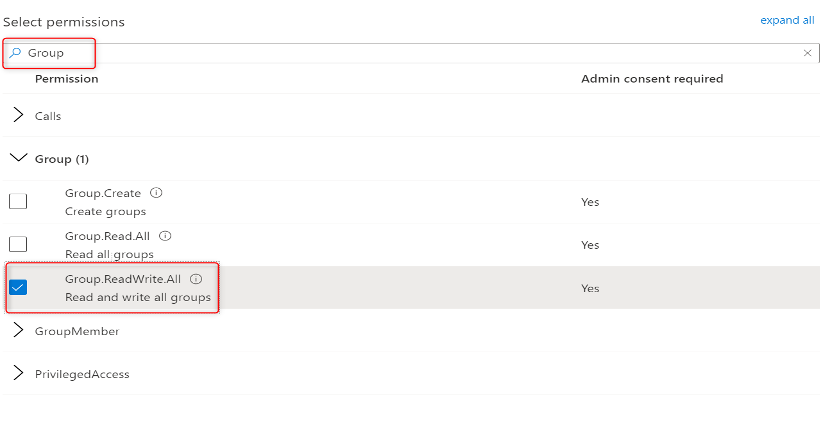 Select permissions
expand all
Group
Permission
Admin consent required
Calls
Group (1)
Group.Create
Create groups
Yes
Group.Read.All
Read all groups
Yes
Group.ReadWrite.All
Read and write all groups
Yes
GroupMember
PrivilegedAccess